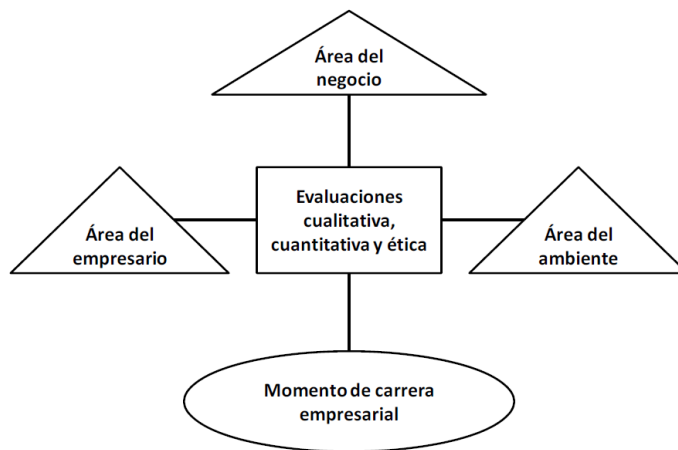 Área del
negocio
Evaluaciones
cualitativa,
cuantitativa y ética
Área del
empresario
Área del
ambiente
Momento de carrera
empresarial